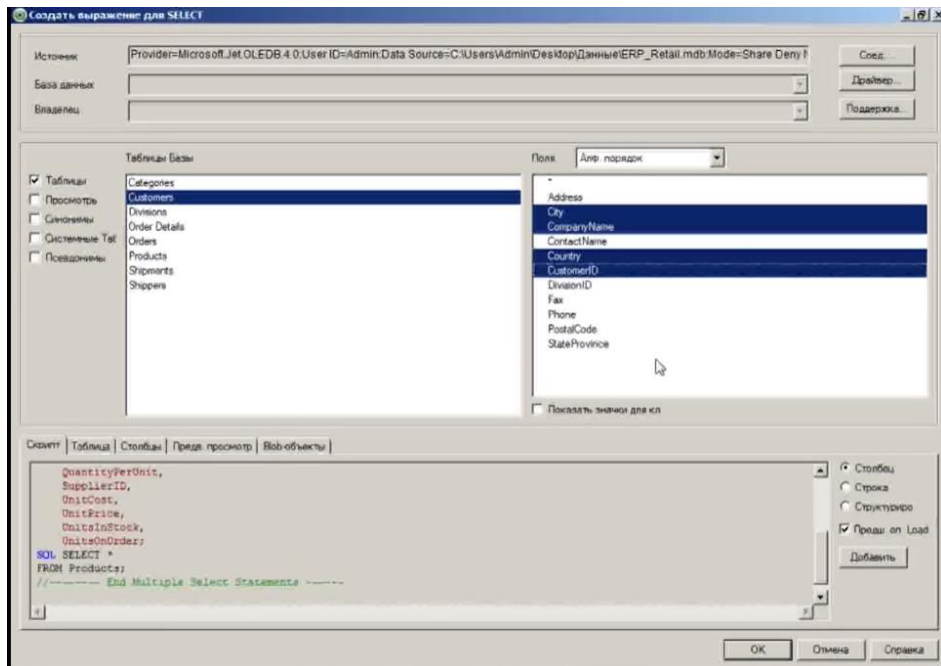 Создать выражение для SELECT
Источник
Provider=Microsoft.Jet.OLEDB.4.0;User ID=Admin;Data Source=C:\Users\Admin\Desktop\Данные\ERP_Retail.mdb;Mode=Share Deny N
Соед...
База данных
Драйвер...
Владелец
Поддержка...
Таблицы Базы
Поля
Алф. порядок
Таблицы
Просмотрь
Синонимы
Системные Таб
Псевдонимы
Categories
Customers
Divisions
Order Details
Orders
Products
Shipments
Shippers
*
Address
City
CompanyName
ContactName
Country
CustomerID
DivisionID
Fax
Phone
PostalCode
StateProvince
Показать значки для кл
Скрипт
Таблица
Столбцы
Предв. просмотр
Blob-объекты
QuantityPerUnit,
SupplierID,
UnitCost,
UnitPrice,
UnitsInStock,
UnitsOnOrder;
SQL SELECT *
FROM Products;
//-------- End Multiple Select Statements ------
Столбец
Строка
Структуриро
Предш. on Load
Добавить
OK
Отмена
Справка